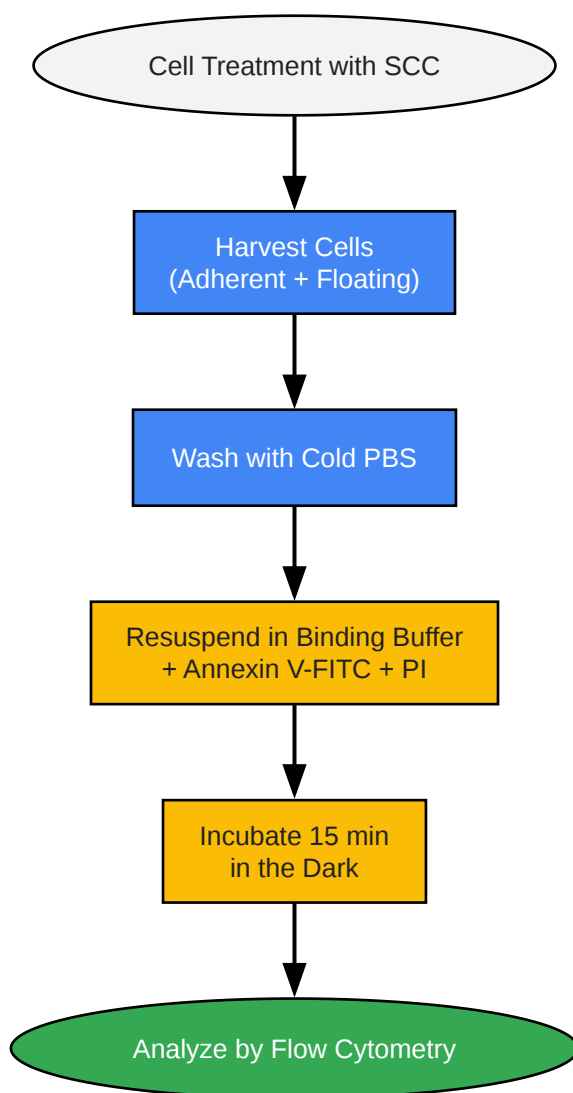 Cell Treatment with SCC
Harvest Cells
(Adherent + Floating)
Wash with Cold PBS
Resuspend in Binding Buffer
+ Annexin V-FITC + PI
Incubate 15 min
in the Dark
Analyze by Flow Cytometry